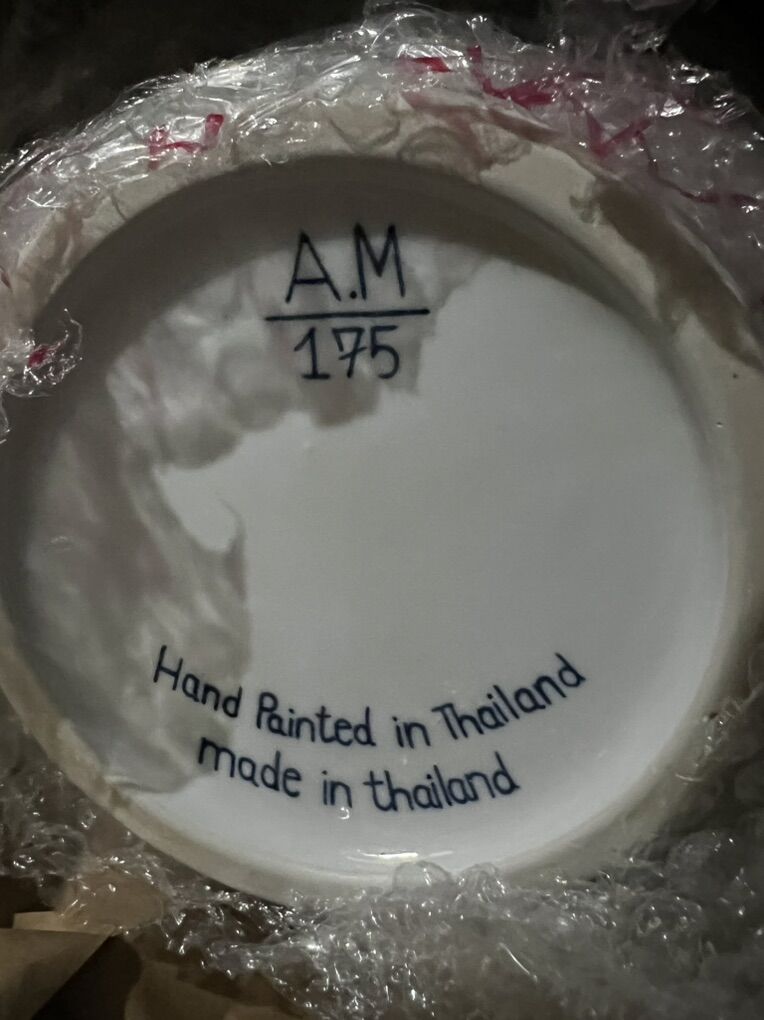 A.M
175
Hand Painted in Thailand
made in thailand